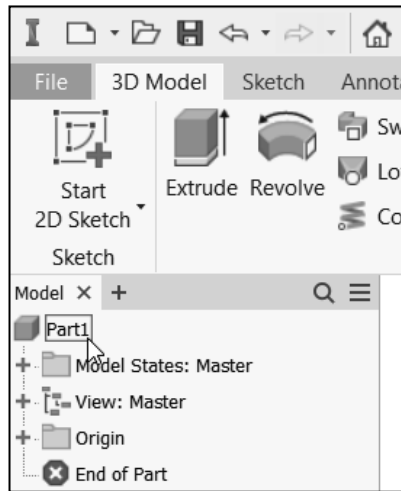 File 3D Model Sketch Annota
Start
2D Sketch
Extrude Revolve
Sw
Lo
Co
Sketch
Model
Part1
Model States: Master
View: Master
Origin
End of Part